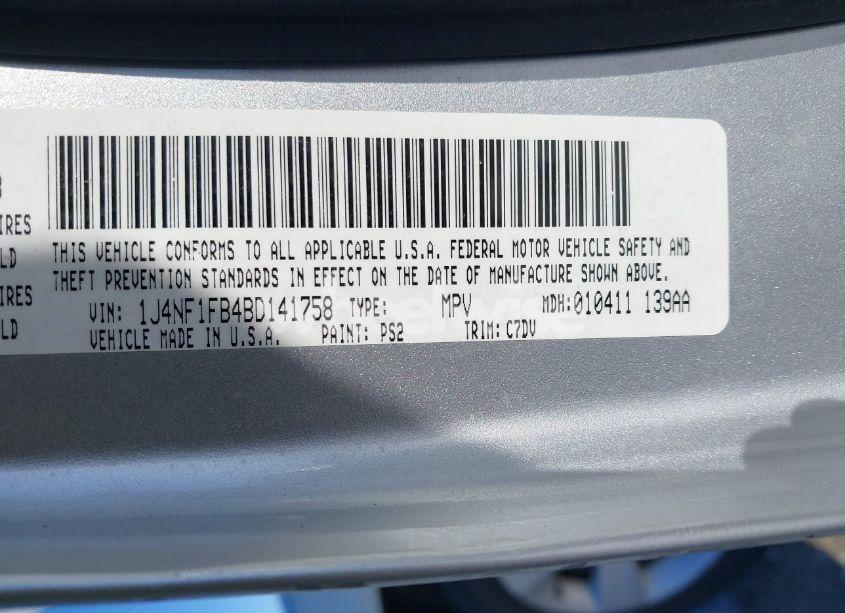 IRES
THIS VEHICLE CONFORMS TO ALL APPLICABLE U.S.A. FEDERAL MOTOR VEHICLE SAFETY AND
LD
THEFT PREVENTION STANDARDS IN EFFECT ON THE DATE OF MANUFACTURE SHOWN ABOVE.
IRES
VIN: 1J4NF1FB4BD141758 TYPE: MPV MDH:010411 139AA
LD
VEHICLE MADE IN U.S.A. PAINT: PS2 TRIM: C7DV